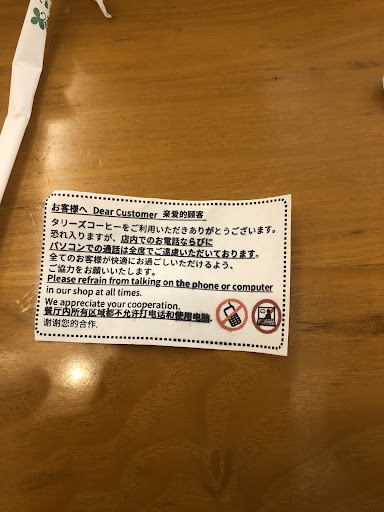 お客様へ Dear Customer 亲爱的顾客
タリーズコーヒーをご利用いただきありがとうございます。
恐れ入りますが、店内でのお電話ならびに
パソコンでの通話は全席でご遠慮いただいております。
全てのお客様が快適にお過ごしいただけるよう、
ご協力をお願いいたします。
Please refrain from talking on the phone or computer
in our shop at all times.
We appreciate your cooperation.
餐厅内所有区域都不允许打电话和使用电脑.
谢谢您的合作.